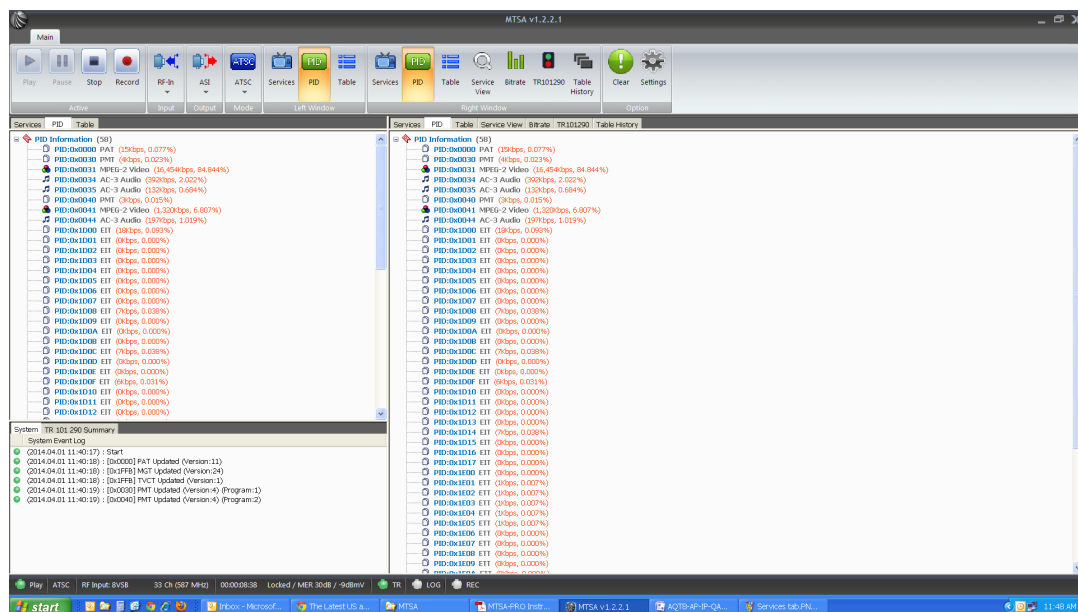 MTSA v1.2.2.1
Main
Play Pause Stop Record RF-In ASI ATSC Services PID Table Services PID Table Service View Bitrate TR101290 Table History Clear Settings
Active Input Output Mode Left Window Right Window Option
Services PID Table
PID Information (58)
PID:0x0000 PAT (15Kbps, 0.077%)
PID:0x0030 PMT (4Kbps, 0.023%)
PID:0x0031 MPEG-2 Video (16,454Kbps, 84.844%)
PID:0x0034 AC-3 Audio (392Kbps, 2.022%)
PID:0x0035 AC-3 Audio (132Kbps, 0.684%)
PID:0x0040 PMT (3Kbps, 0.015%)
PID:0x0041 MPEG-2 Video (1,320Kbps, 6.807%)
PID:0x0044 AC-3 Audio (197Kbps, 1.019%)
PID:0x1D00 EIT (18Kbps, 0.093%)
PID:0x1D01 EIT (0Kbps, 0.000%)
PID:0x1D02 EIT (0Kbps, 0.000%)
PID:0x1D03 EIT (0Kbps, 0.000%)
PID:0x1D04 EIT (0Kbps, 0.000%)
PID:0x1D05 EIT (0Kbps, 0.000%)
PID:0x1D06 EIT (0Kbps, 0.000%)
PID:0x1D07 EIT (0Kbps, 0.000%)
PID:0x1D08 EIT (7Kbps, 0.038%)
PID:0x1D09 EIT (0Kbps, 0.000%)
PID:0x1D0A EIT (0Kbps, 0.000%)
PID:0x1D0B EIT (0Kbps, 0.000%)
PID:0x1D0C EIT (7Kbps, 0.038%)
PID:0x1D0D EIT (0Kbps, 0.000%)
PID:0x1D0E EIT (0Kbps, 0.000%)
PID:0x1D0F EIT (6Kbps, 0.031%)
PID:0x1D10 EIT (0Kbps, 0.000%)
PID:0x1D11 EIT (0Kbps, 0.000%)
PID:0x1D12 EIT (0Kbps, 0.000%)
System TR 101 290 Summary
System Event Log
(2014.04.01 11:40:17) : Start
(2014.04.01 11:40:18) : [0x0000] PAT Updated (Version:11)
(2014.04.01 11:40:18) : [0x1FFB] MGT Updated (Version:24)
(2014.04.01 11:40:18) : [0x1FFB] TVCT Updated (Version:1)
(2014.04.01 11:40:19) : [0x0030] PMT Updated (Version:4) (Program:1)
(2014.04.01 11:40:19) : [0x0040] PMT Updated (Version:4) (Program:2)
Services PID Table Service View Bitrate TR101290 Table History
PID Information (58)
PID:0x0000 PAT (15Kbps, 0.077%)
PID:0x0030 PMT (4Kbps, 0.023%)
PID:0x0031 MPEG-2 Video (16,454Kbps, 84.844%)
PID:0x0034 AC-3 Audio (392Kbps, 2.022%)
PID:0x0035 AC-3 Audio (132Kbps, 0.684%)
PID:0x0040 PMT (3Kbps, 0.015%)
PID:0x0041 MPEG-2 Video (1,320Kbps, 6.807%)
PID:0x0044 AC-3 Audio (197Kbps, 1.019%)
PID:0x1D00 EIT (18Kbps, 0.093%)
PID:0x1D01 EIT (0Kbps, 0.000%)
PID:0x1D02 EIT (0Kbps, 0.000%)
PID:0x1D03 EIT (0Kbps, 0.000%)
PID:0x1D04 EIT (0Kbps, 0.000%)
PID:0x1D05 EIT (0Kbps, 0.000%)
PID:0x1D06 EIT (0Kbps, 0.000%)
PID:0x1D07 EIT (0Kbps, 0.000%)
PID:0x1D08 EIT (7Kbps, 0.038%)
PID:0x1D09 EIT (0Kbps, 0.000%)
PID:0x1D0A EIT (0Kbps, 0.000%)
PID:0x1D0B EIT (0Kbps, 0.000%)
PID:0x1D0C EIT (7Kbps, 0.038%)
PID:0x1D0D EIT (0Kbps, 0.000%)
PID:0x1D0E EIT (0Kbps, 0.000%)
PID:0x1D0F EIT (6Kbps, 0.031%)
PID:0x1D10 EIT (0Kbps, 0.000%)
PID:0x1D11 EIT (0Kbps, 0.000%)
PID:0x1D12 EIT (0Kbps, 0.000%)
PID:0x1D13 EIT (0Kbps, 0.000%)
PID:0x1D14 EIT (7Kbps, 0.038%)
PID:0x1D15 EIT (0Kbps, 0.000%)
PID:0x1D16 EIT (0Kbps, 0.000%)
PID:0x1D17 EIT (0Kbps, 0.000%)
PID:0x1E00 ETT (0Kbps, 0.000%)
PID:0x1E01 ETT (1Kbps, 0.007%)
PID:0x1E02 ETT (1Kbps, 0.007%)
PID:0x1E03 ETT (1Kbps, 0.007%)
PID:0x1E04 ETT (1Kbps, 0.007%)
PID:0x1E05 ETT (1Kbps, 0.007%)
PID:0x1E06 ETT (0Kbps, 0.000%)
PID:0x1E07 ETT (0Kbps, 0.000%)
PID:0x1E08 ETT (0Kbps, 0.000%)
PID:0x1E09 ETT (0Kbps, 0.000%)
Play ATSC RF Input: 8VSB 33 Ch (587 MHz) 00:00:08:38 Locked / MER 30dB / -9dBmV TR LOG REC
start Inbox - Microsof... The Latest US a... MTSA MTSA-PRO Instr... MTSA v1.2.2.1 AQT8-AP-IP-QA... Services tab.PN... 11:48 AM